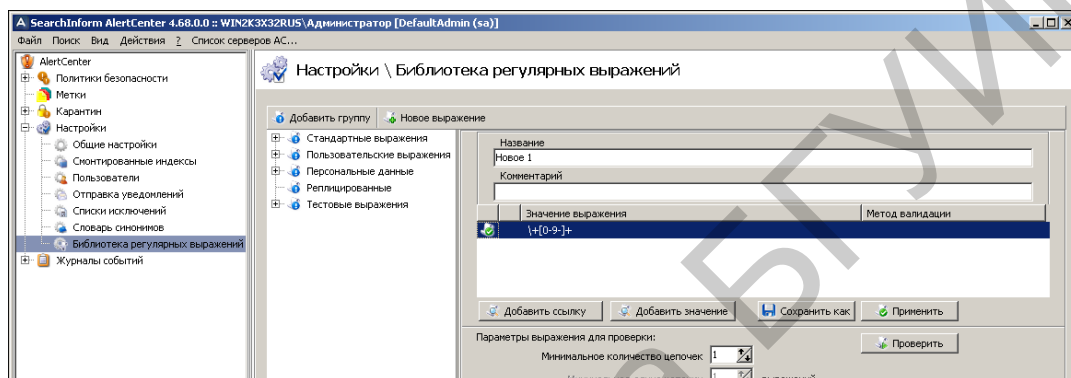 SearchInform AlertCenter 4.68.0.0 :: WIN2K3X32RUS\Администратор [DefaultAdmin (sa)]
Файл Поиск Вид Действия ? Список серверов AC...
AlertCenter
Политики безопасности
Метки
Карантин
Настройки
Общие настройки
Смонтированные индексы
Пользователи
Отправка уведомлений
Списки исключений
Словарь синонимов
Библиотека регулярных выражений
Журналы событий
Настройки \ Библиотека регулярных выражений
Добавить группу Новое выражение
Стандартные выражения
Пользовательские выражения
Персональные данные
Реплицированные
Тестовые выражения
Название
Новое 1
Комментарий
Значение выражения Метод валидации
\+[0-9-]+
Добавить ссылку Добавить значение Сохранить как Применить
Параметры выражения для проверки:
Проверить
Минимальное количество цепочек 1
1 выражений
БГУИ